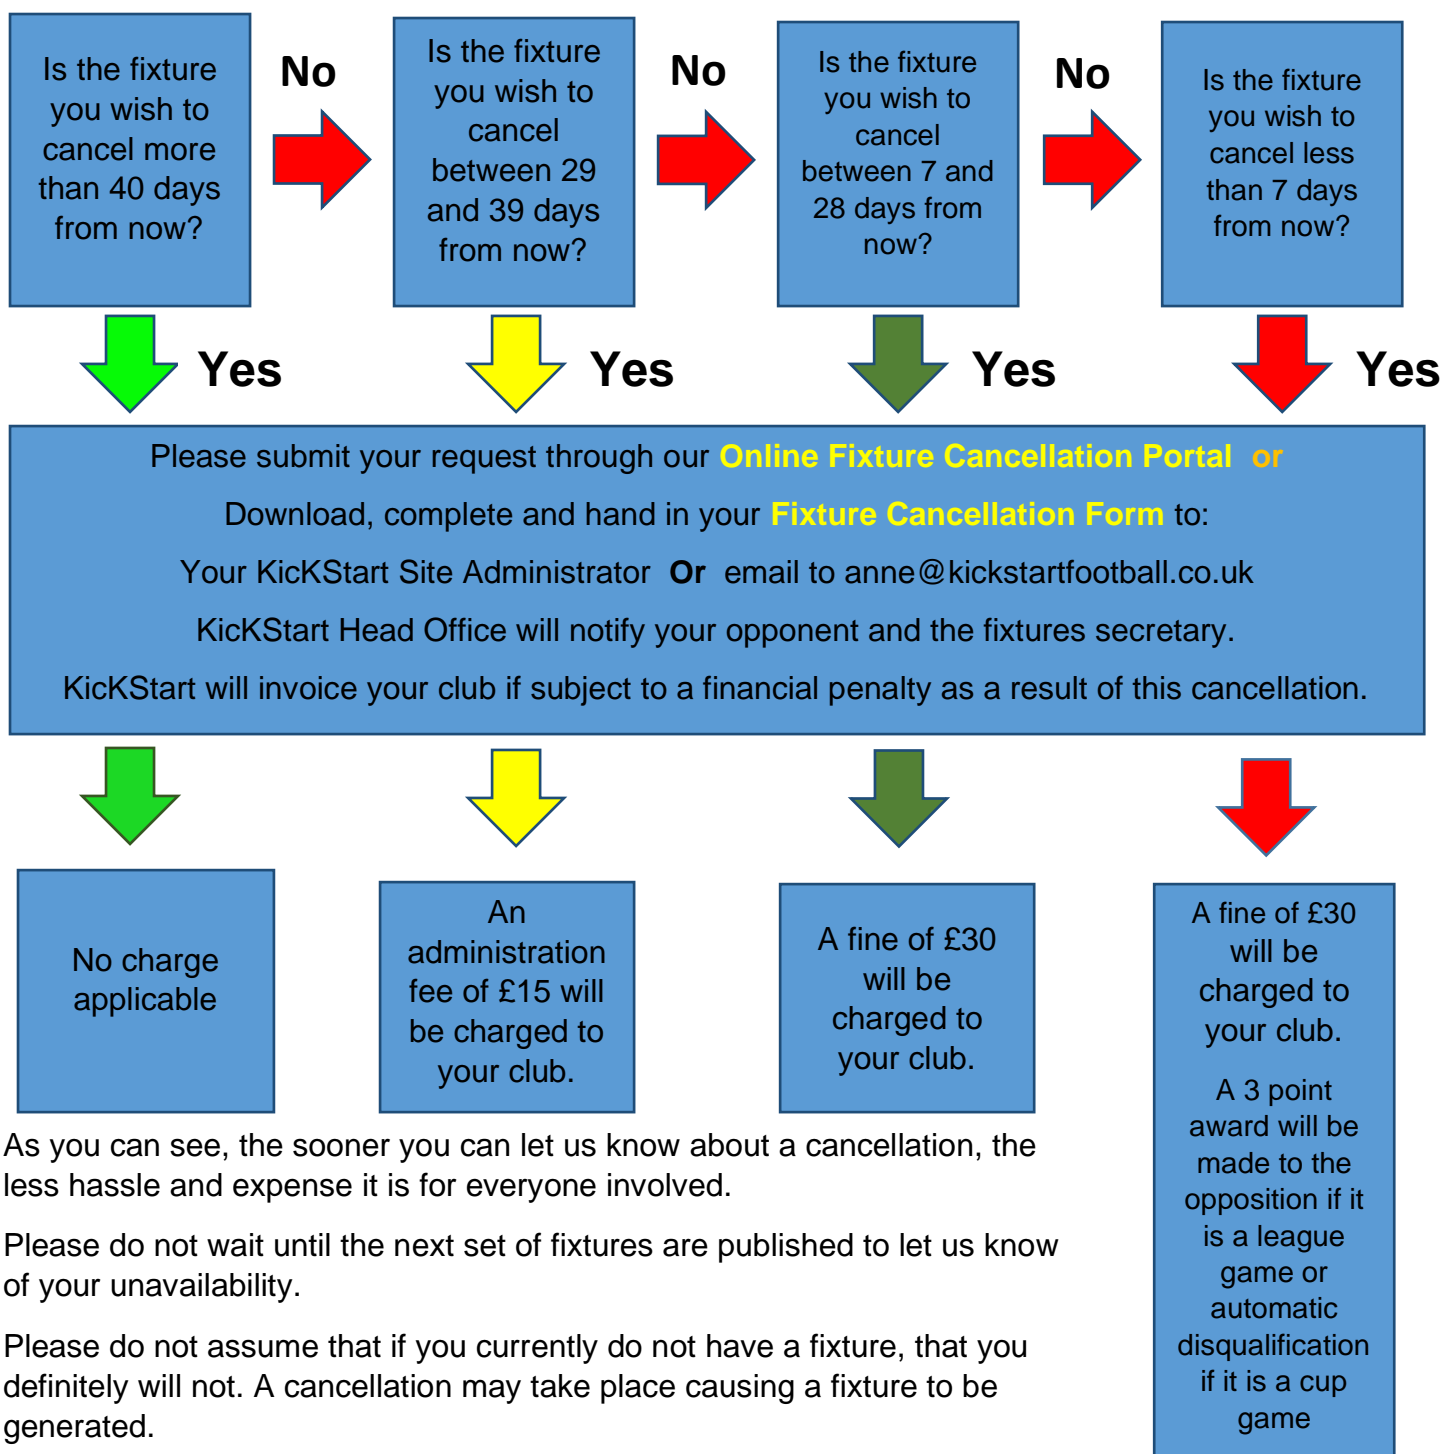 Is the fixture
you wish to
cancel more
than 40 days
from now?
No
Is the fixture
you wish to
cancel
between 29
and 39 days
from now?
No
Is the fixture
you wish to
cancel
between 7 and
28 days from
now?
No
Is the fixture
you wish to
cancel less
than 7 days
from now?
Yes
Yes
Yes
Yes
Please submit your request through our Online Fixture Cancellation Portal or
Download, complete and hand in your Fixture Cancellation Form to:
Your KicKStart Site Administrator Or email to anne@kickstartfootball.co.uk
KicKStart Head Office will notify your opponent and the fixtures secretary.
KicKStart will invoice your club if subject to a financial penalty as a result of this cancellation.
No charge
applicable
An
administration
fee of £15 will
be charged to
your club.
A fine of £30
will be
charged to
your club.
A fine of £30
will be
charged to
your club.
A 3 point
award will be
made to the
opposition if it
is a league
game or
automatic
disqualification
if it is a cup
game
As you can see, the sooner you can let us know about a cancellation, the
less hassle and expense it is for everyone involved.
Please do not wait until the next set of fixtures are published to let us know
of your unavailability.
Please do not assume that if you currently do not have a fixture, that you
definitely will not. A cancellation may take place causing a fixture to be
generated.